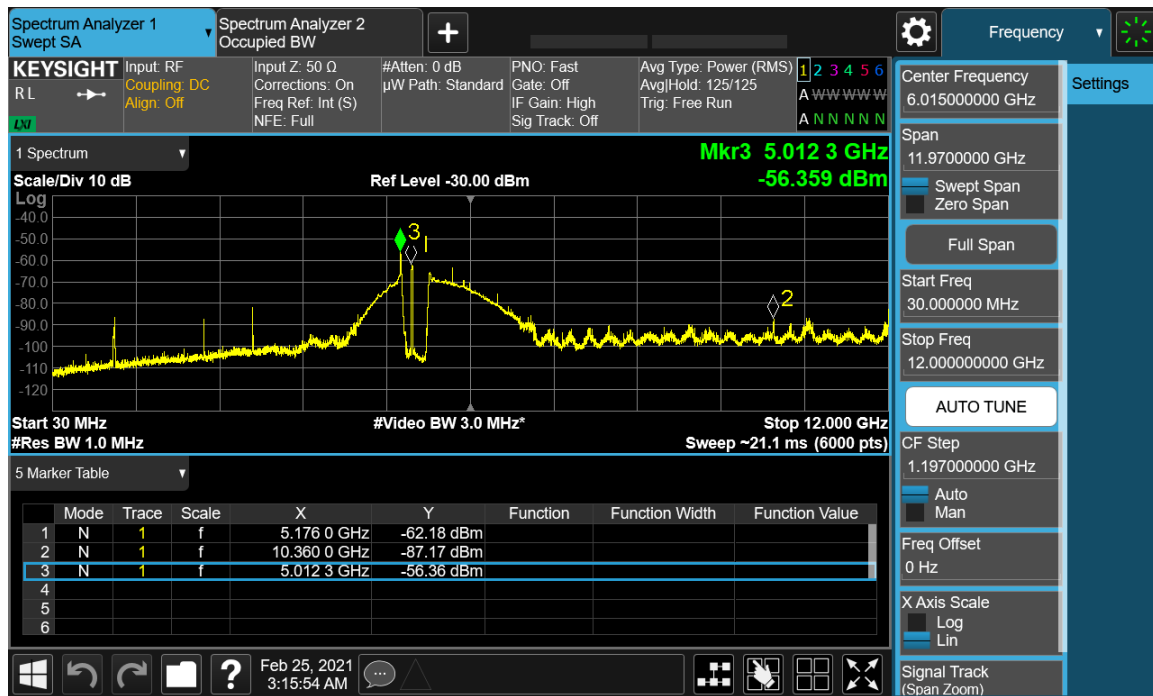 Spectrum Analyzer 1
Swept SA
Spectrum Analyzer 2
Occupied BW
Frequency
KEYSIGHT
RL
LXI
Input: RF
Coupling: DC
Align: Off
Input Z: 50 Ω
Corrections: On
Freq Ref: Int (S)
NFE: Full
#Atten: 0 dB
µW Path: Standard
PNO: Fast
Gate: Off
IF Gain: High
Sig Track: Off
Avg Type: Power (RMS)
Avg|Hold: 125/125
Trig: Free Run
1 2 3 4 5 6
A W W W W W
A N N N N N
1 Spectrum
Mkr3 5.012 3 GHz
Scale/Div 10 dB
Ref Level -30.00 dBm
-56.359 dBm
Log
-40.0
-50.0
-60.0
-70.0
-80.0
-90.0
-100
-110
-120
3
1
2
Start 30 MHz
#Video BW 3.0 MHz*
Stop 12.000 GHz
#Res BW 1.0 MHz
Sweep ~21.1 ms (6000 pts)
5 Marker Table
Mode Trace Scale X Y Function Function Width Function Value
1 N 1 f 5.176 0 GHz -62.18 dBm
2 N 1 f 10.360 0 GHz -87.17 dBm
3 N 1 f 5.012 3 GHz -56.36 dBm
4
5
6
Feb 25, 2021
3:15:54 AM
Center Frequency
6.015000000 GHz
Span
11.9700000 GHz
Swept Span
Zero Span
Full Span
Start Freq
30.000000 MHz
Stop Freq
12.000000000 GHz
AUTO TUNE
CF Step
1.197000000 GHz
Auto
Man
Freq Offset
0 Hz
X Axis Scale
Log
Lin
Signal Track
(Span Zoom)
Settings